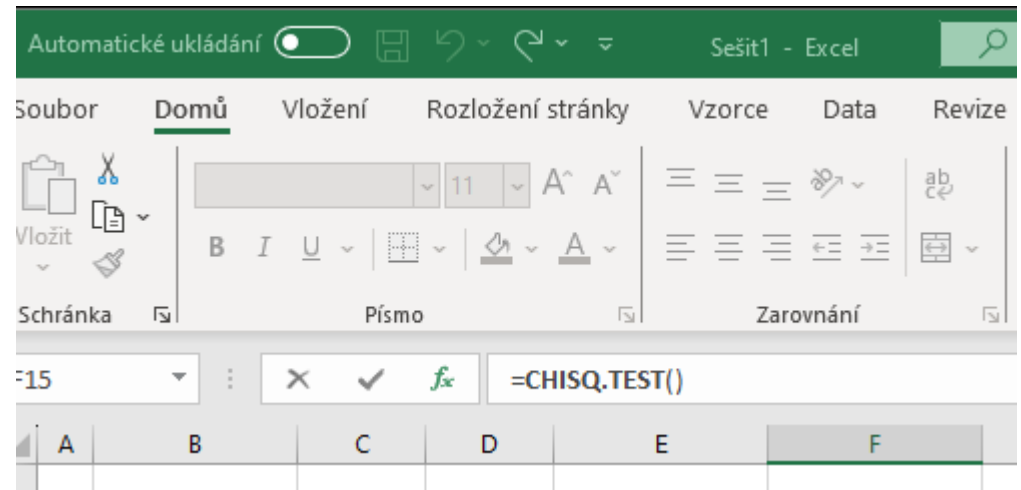 Automatické ukládání Sešit1 - Excel
Soubor Domů Vložení Rozložení stránky Vzorce Data Revize
11 A A ab
Vložit B I U A
Schránka Písmo Zarovnání
F15 fx =CHISQ.TEST()
A B C D E F